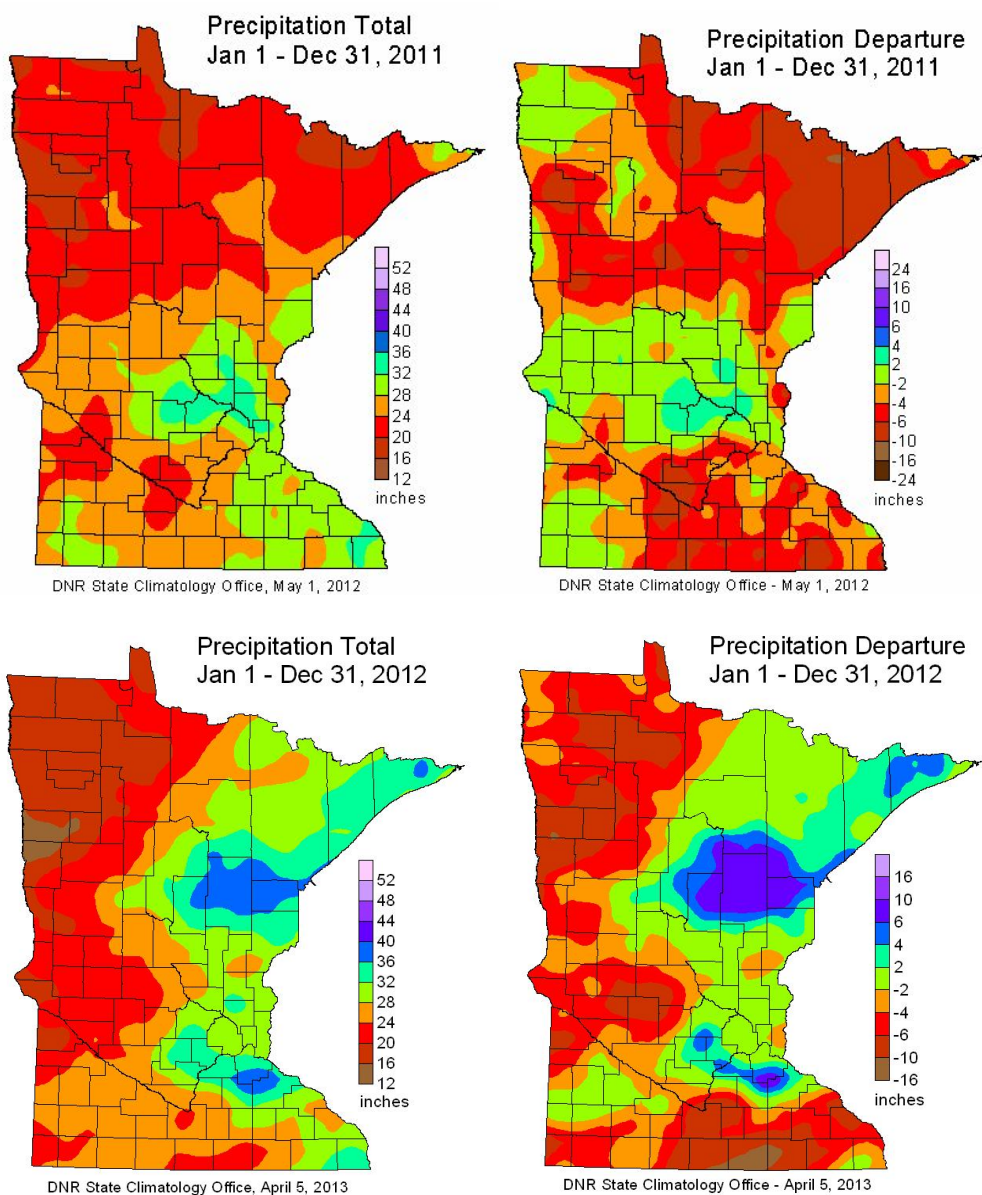 Precipitation Total
Jan 1 - Dec 31, 2011
52
48
44
40
36
32
28
24
20
16
12
inches
DNR State Climatology Office, May 1, 2012
Precipitation Departure
Jan 1 - Dec 31, 2011
24
16
10
6
4
2
-2
-4
-6
-10
-16
-24
inches
DNR State Climatology Office - May 1, 2012
Precipitation Total
Jan 1 - Dec 31, 2012
52
48
44
40
36
32
28
24
20
16
12
inches
DNR State Climatology Office, April 5, 2013
Precipitation Departure
Jan 1 - Dec 31, 2012
16
10
6
4
2
-2
-4
-6
-10
-16
inches
DNR State Climatology Office - April 5, 2013